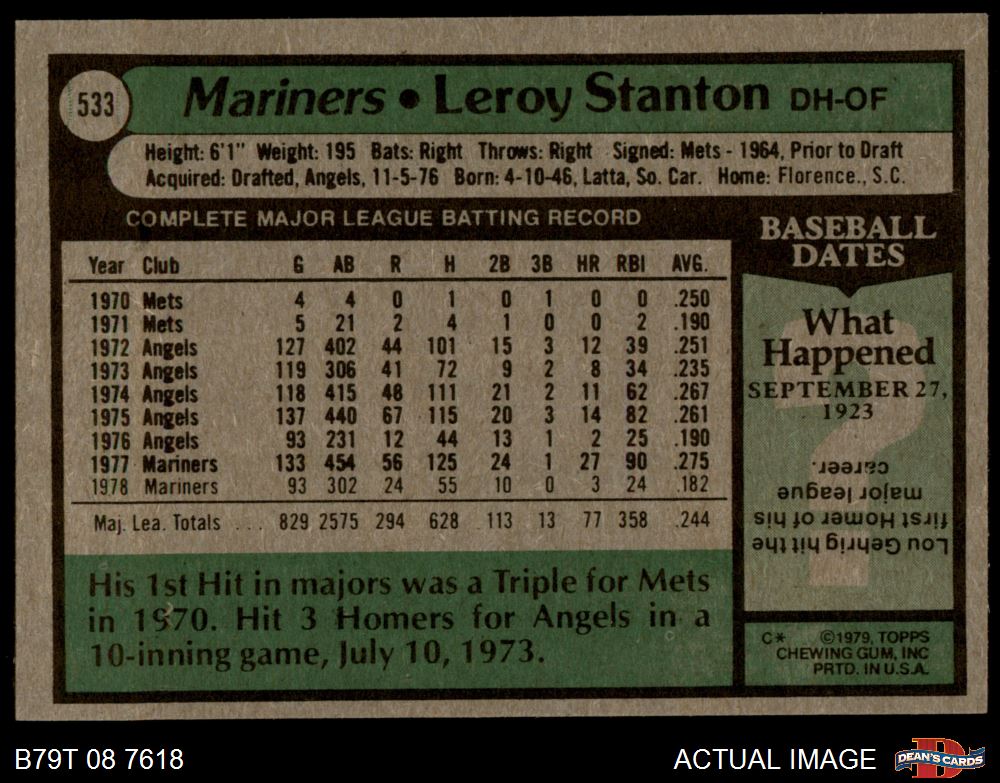 533
Mariners • Leroy Stanton DH-OF
Height: 6'1" Weight: 195 Bats: Right Throws: Right Signed: Mets - 1964, Prior to Draft
Acquired: Drafted, Angels, 11-5-76 Born: 4-10-46, Latta, So. Car. Home: Florence., S.C.
COMPLETE MAJOR LEAGUE BATTING RECORD
Year Club G AB R H 2B 3B HR RBI AVG.
1970 Mets 4 4 0 1 0 1 0 0 .250
1971 Mets 5 21 2 4 1 0 0 2 .190
1972 Angels 127 402 44 101 15 3 12 39 .251
1973 Angels 119 306 41 72 9 2 8 34 .235
1974 Angels 118 415 48 111 21 2 11 62 .267
1975 Angels 137 440 67 115 20 3 14 82 .261
1976 Angels 93 231 12 44 13 1 2 25 .190
1977 Mariners 133 454 56 125 24 1 27 90 .275
1978 Mariners 93 302 24 55 10 0 3 24 .182
Maj. Lea. Totals ... 829 2575 294 628 113 13 77 358 .244
His 1st Hit in majors was a Triple for Mets
in 1970. Hit 3 Homers for Angels in a
10-inning game, July 10, 1973.
BASEBALL
DATES
What
Happened
SEPTEMBER 27,
1923
?
Lou Gehrig hit the
first Homer of his
major league
career.
C* ©1979, TOPPS
CHEWING GUM, INC
PRTD. IN U.S.A.
B79T 08 7618
ACTUAL IMAGE
D
DEAN'S CARDS